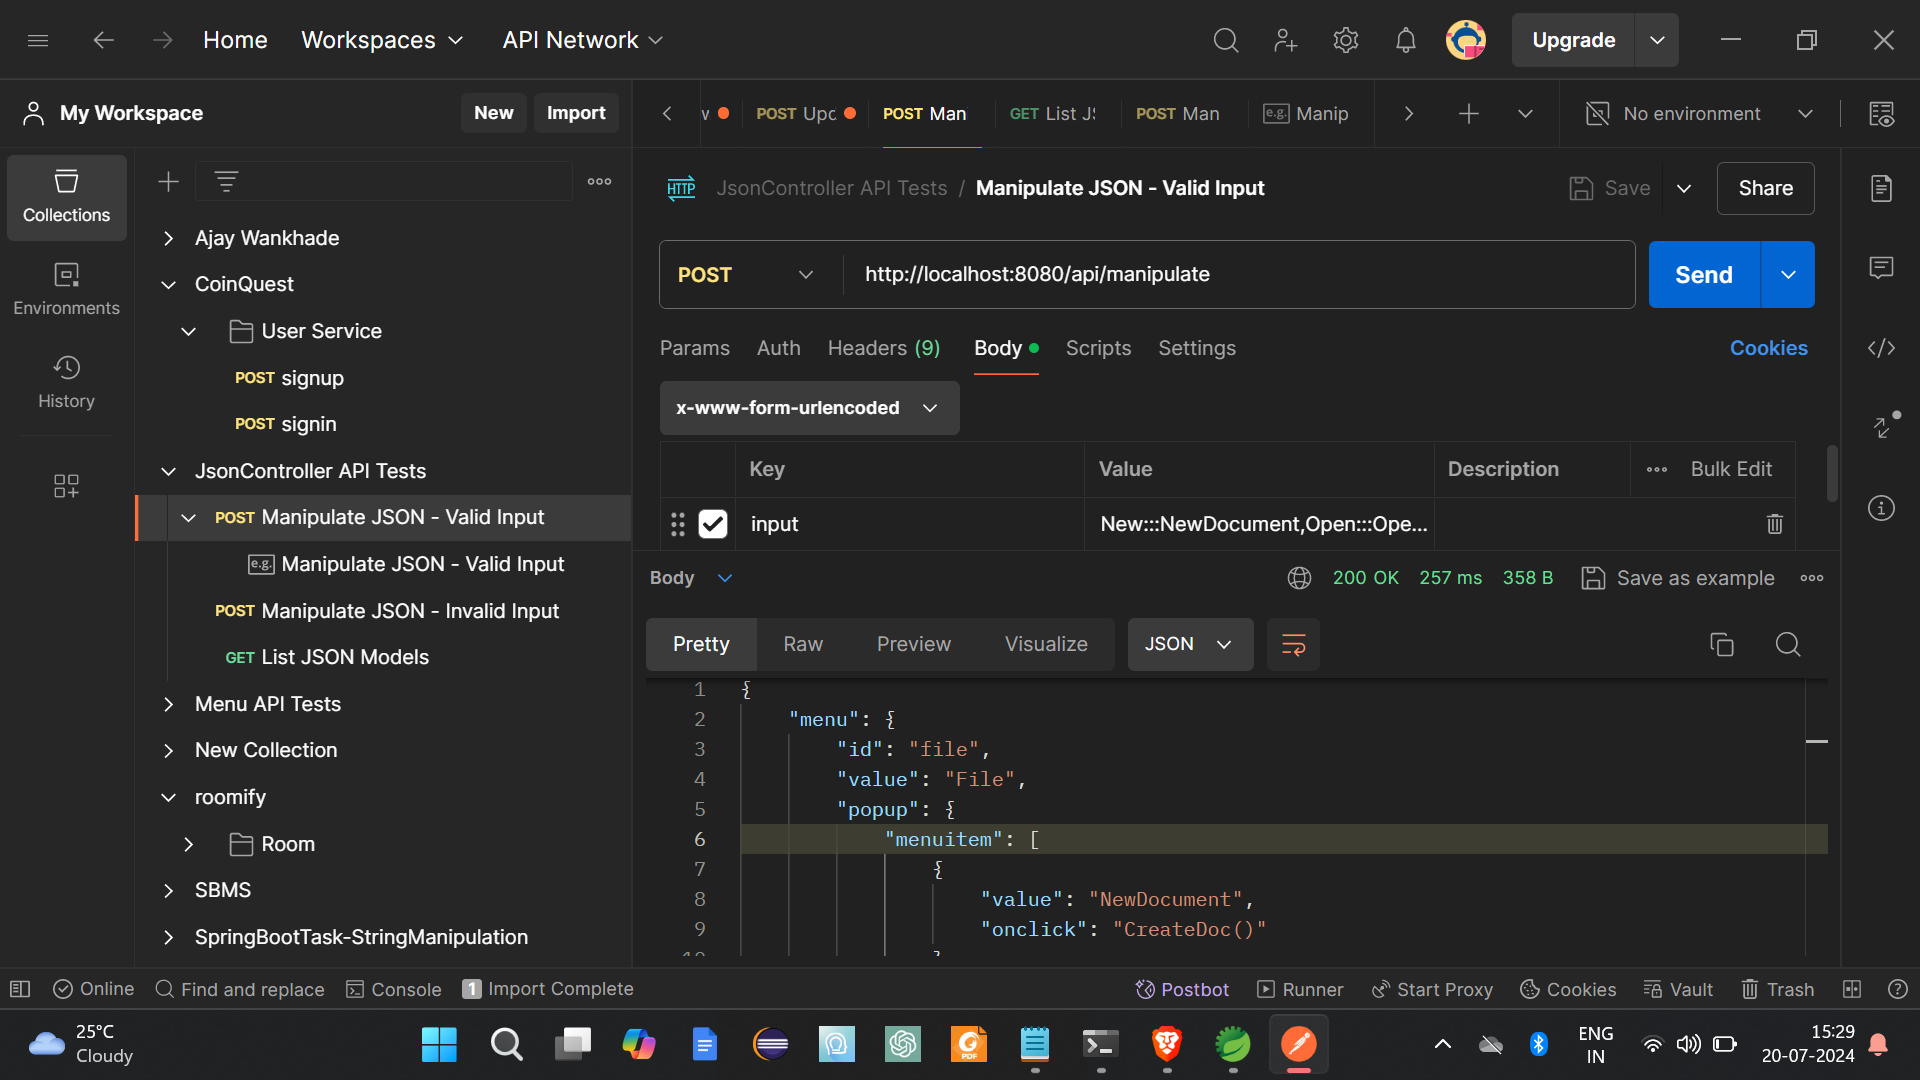 Home
Workspaces
API Network
Upgrade
My Workspace
New
Import
POST Upc
POST Man
GET List JS
POST Man
e.g. Manip
No environment
Collections
Environments
History
Ajay Wankhade
CoinQuest
User Service
POST signup
POST signin
JsonController API Tests
POST Manipulate JSON - Valid Input
e.g. Manipulate JSON - Valid Input
POST Manipulate JSON - Invalid Input
GET List JSON Models
Menu API Tests
New Collection
roomify
Room
SBMS
SpringBootTask-StringManipulation
HTTP JsonController API Tests / Manipulate JSON - Valid Input
Save
Share
POST
http://localhost:8080/api/manipulate
Send
Params
Auth
Headers (9)
Body
Scripts
Settings
Cookies
x-www-form-urlencoded
Key
Value
Description
Bulk Edit
input
New:::NewDocument,Open:::Ope...
Body
200 OK
257 ms
358 B
Save as example
Pretty
Raw
Preview
Visualize
JSON
1 {
2 "menu": {
3 "id": "file",
4 "value": "File",
5 "popup": {
6 "menuitem": [
7 {
8 "value": "NewDocument",
9 "onclick": "CreateDoc()"
Online
Find and replace
Console
1 Import Complete
Postbot
Runner
Start Proxy
Cookies
Vault
Trash
25°C
Cloudy
PDF
ENG
IN
15:29
20-07-2024